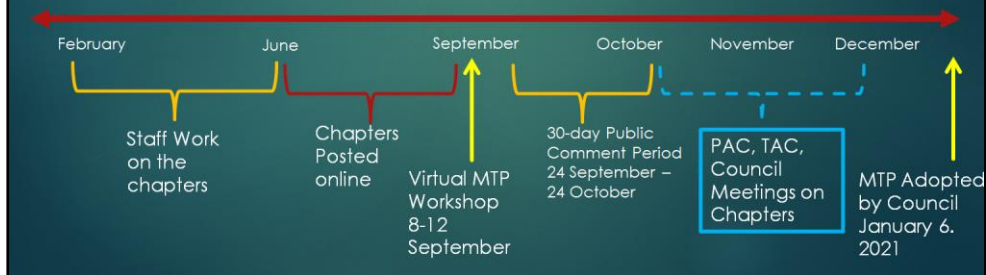 February
June
September
October
November
December
Staff Work
on the
chapters
Chapters
Posted
online
Virtual MTP
Workshop
8-12
September
30-day Public
Comment Period
24 September –
24 October
PAC, TAC,
Council
Meetings on
Chapters
MTP Adopted
by Council
January 6.
2021